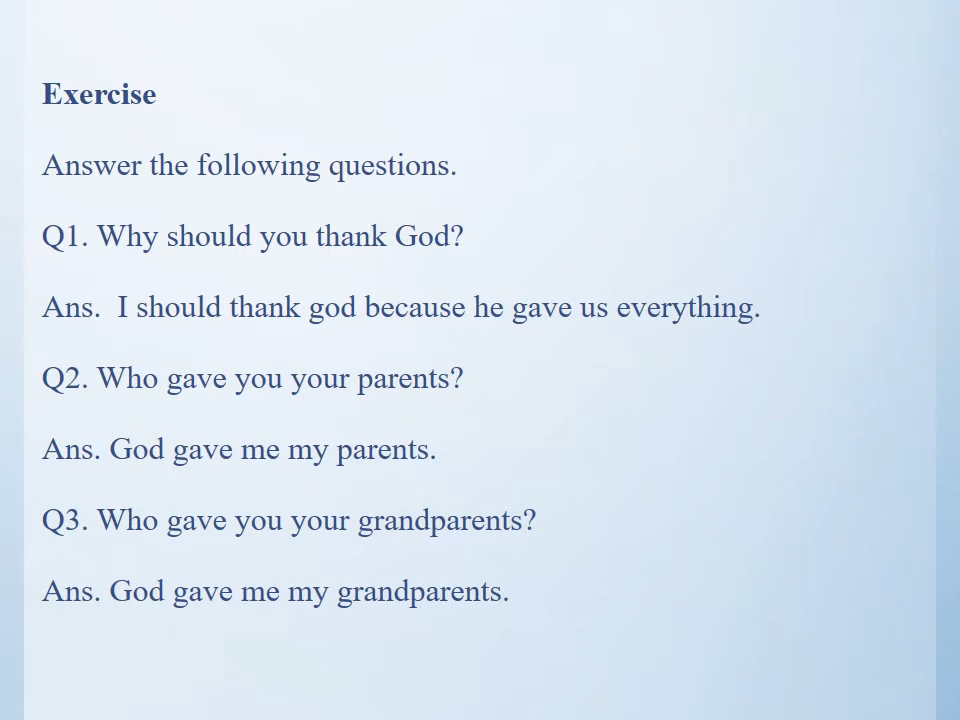 Exercise
Answer the following questions.
Q1. Why should you thank God?
Ans.  I should thank god because he gave us everything.
Q2. Who gave you your parents?
Ans. God gave me my parents.
Q3. Who gave you your grandparents?
Ans. God gave me my grandparents.